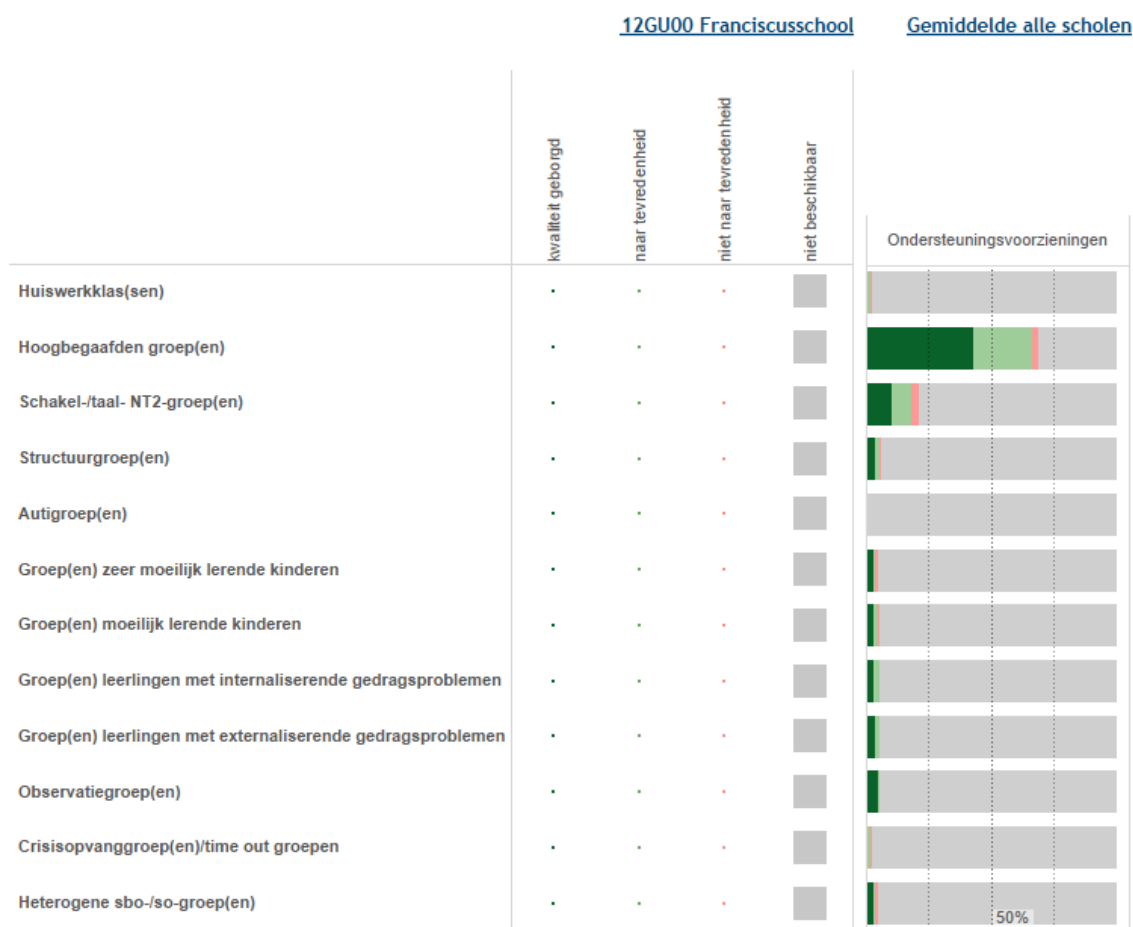 12GU00 Franciscusschool
Gemiddelde alle scholen
kwaliteit geborgd
naar tevredenheid
niet naar tevredenheid
niet beschikbaar
Ondersteuningsvoorzieningen
Huiswerkklas(sen)
Hoogbegaafden groep(en)
Schakel-/taal- NT2-groep(en)
Structuurgroep(en)
Autigroep(en)
Groep(en) zeer moeilijk lerende kinderen
Groep(en) moeilijk lerende kinderen
Groep(en) leerlingen met internaliserende gedragsproblemen
Groep(en) leerlingen met externaliserende gedragsproblemen
Observatiegroep(en)
Crisisopvanggroep(en)/time out groepen
Heterogene sbo-/so-groep(en)
50%